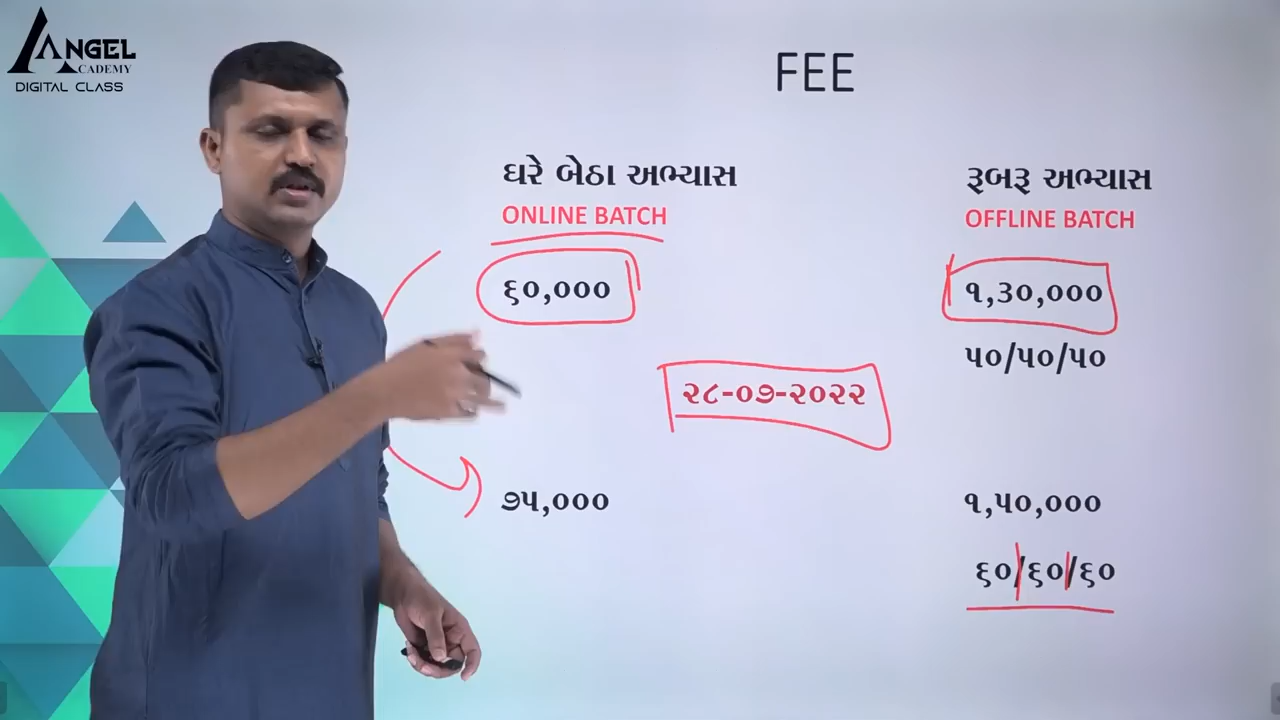 ANGEL
ACADEMY
DIGITAL CLASS
FEE
ઘરે બેઠા અભ્યાસ
ONLINE BATCH
૬૦,૦૦૦
૨૮-૦૭-૨૦૨૨
૭૫,૦૦૦
રૂબરૂ અભ્યાસ
OFFLINE BATCH
૧,૩૦,૦૦૦
૫૦/૫૦/૫૦
૧,૫૦,૦૦૦
૬૦/૬૦/૬૦